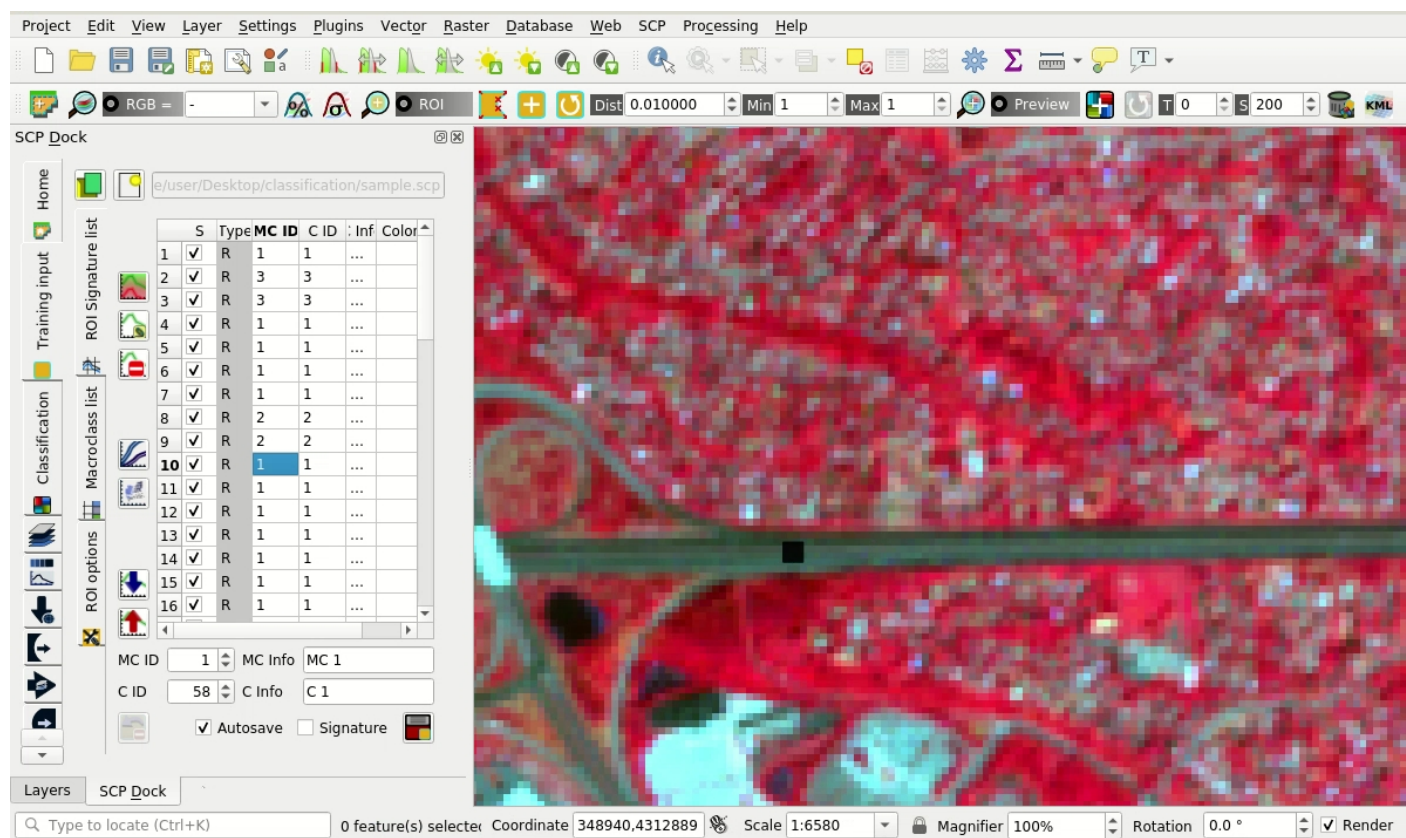 Project Edit View Layer Settings Plugins Vector Raster Database Web SCP Processing Help
a Σ T
RGB = - ROI Dist 0.010000 Min 1 Max 1 Preview T 0 S 200 KML
SCP Dock
e/user/Desktop/classification/sample.scp
Home
Training input
Classification
ROI Signature list
Macroclass list
ROI options
S Type MC ID C ID Inf Color
1 R 1 1 ...
2 R 3 3 ...
3 R 3 3 ...
4 R 1 1 ...
5 R 1 1 ...
6 R 1 1 ...
7 R 1 1 ...
8 R 2 2 ...
9 R 2 2 ...
10 R 1 1 ...
11 R 1 1 ...
12 R 1 1 ...
13 R 1 1 ...
14 R 1 1 ...
15 R 1 1 ...
16 R 1 1 ...
MC ID 1 MC Info MC 1
C ID 58 C Info C 1
Autosave Signature
Layers SCP Dock
Type to locate (Ctrl+K) 0 feature(s) selected Coordinate 348940,4312889 Scale 1:6580 Magnifier 100% Rotation 0.0 ° Render